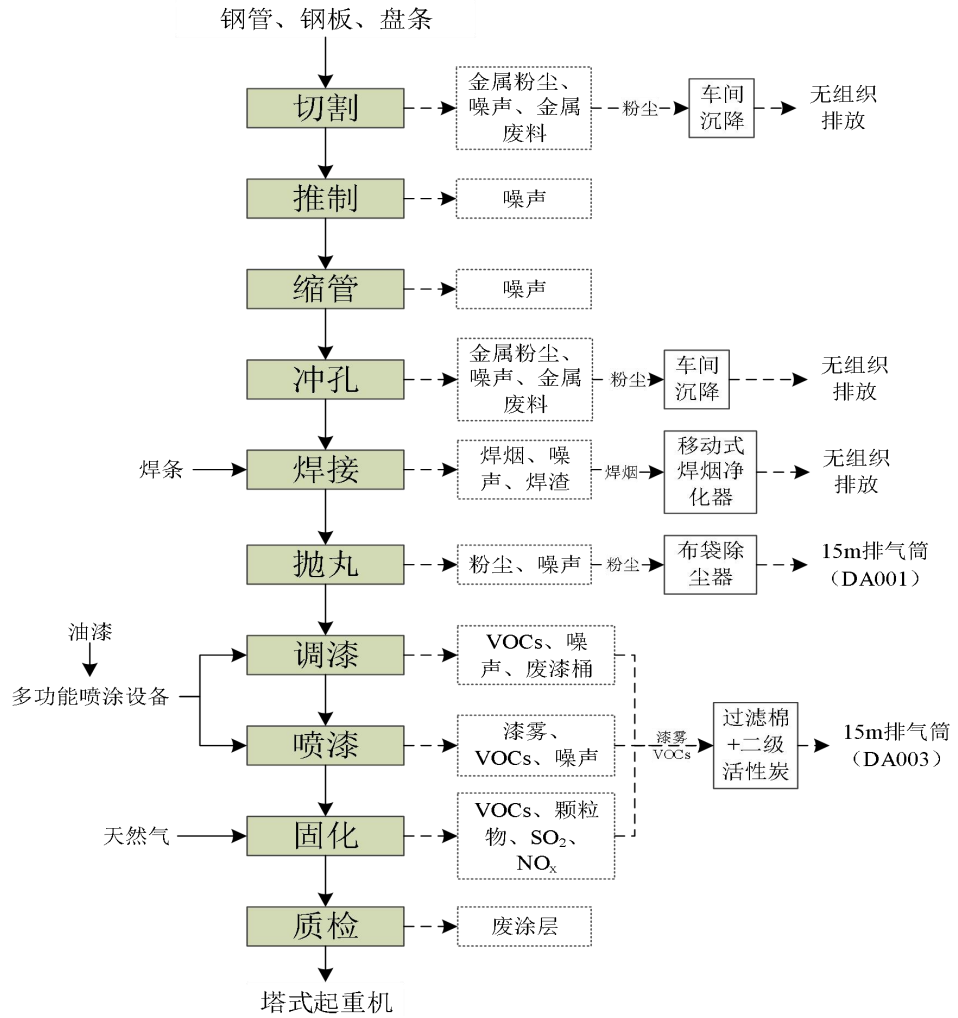 钢管、钢板、盘条
切割
金属粉尘、
噪声、金属
废料
粉尘
车间
沉降
无组织
排放
推制
噪声
缩管
噪声
冲孔
金属粉尘、
噪声、金属
废料
粉尘
车间
沉降
无组织
排放
焊条
焊接
焊烟、噪
声、焊渣
焊烟
移动式
焊烟净
化器
无组织
排放
抛丸
粉尘、噪声
粉尘
布袋除
尘器
15m排气筒
（DA001）
油漆
多功能喷涂设备
调漆
VOCs、噪
声、废漆桶
喷漆
漆雾、
VOCs、噪声
漆雾
VOCs
过滤棉
+二级
活性炭
15m排气筒
（DA003）
天然气
固化
VOCs、颗粒
物、SO₂、
NOₓ
质检
废涂层
塔式起重机